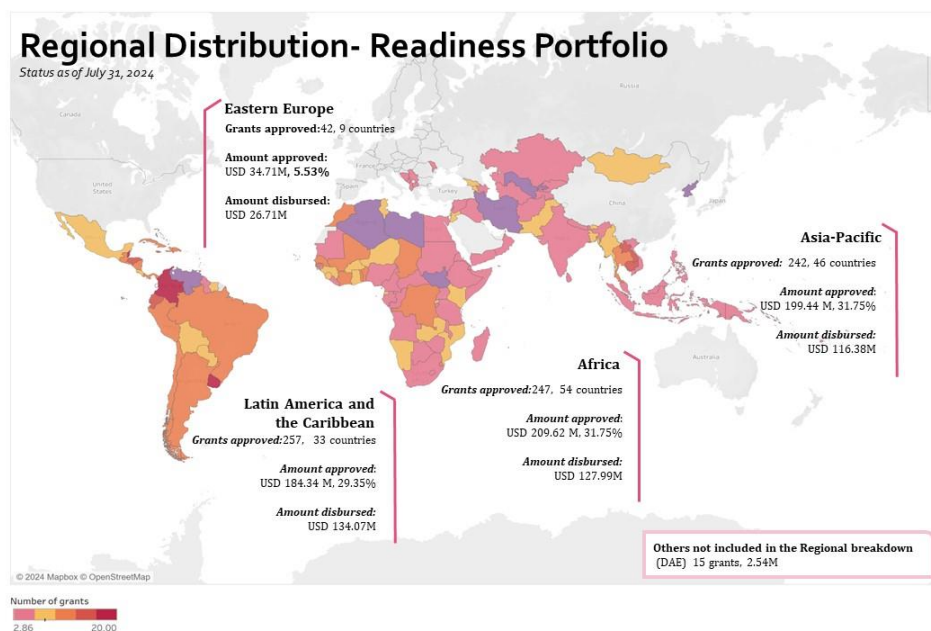 Regional Distribution- Readiness Portfolio
Status as of July 31, 2024
Eastern Europe
Grants approved:42, 9 countries
Amount approved:
USD 34.71M, 5.53%
Amount disbursed:
USD 26.71M
Asia-Pacific
Grants approved: 242, 46 countries
Amount approved:
USD 199.44 M, 31.75%
Amount disbursed:
USD 116.38M
Africa
Grants approved:247, 54 countries
Amount approved:
USD 209.62 M, 31.75%
Amount disbursed:
USD 127.99M
Latin America and
the Caribbean
Grants approved:257, 33 countries
Amount approved:
USD 184.34 M, 29.35%
Amount disbursed:
USD 134.07M
Others not included in the Regional breakdown
(DAE) 15 grants, 2.54M
Canada
Russia
United
States
France
Spain
Turkey
China
Japan
Australia
© 2024 Mapbox © OpenStreetMap
Number of grants
2.86 20.00